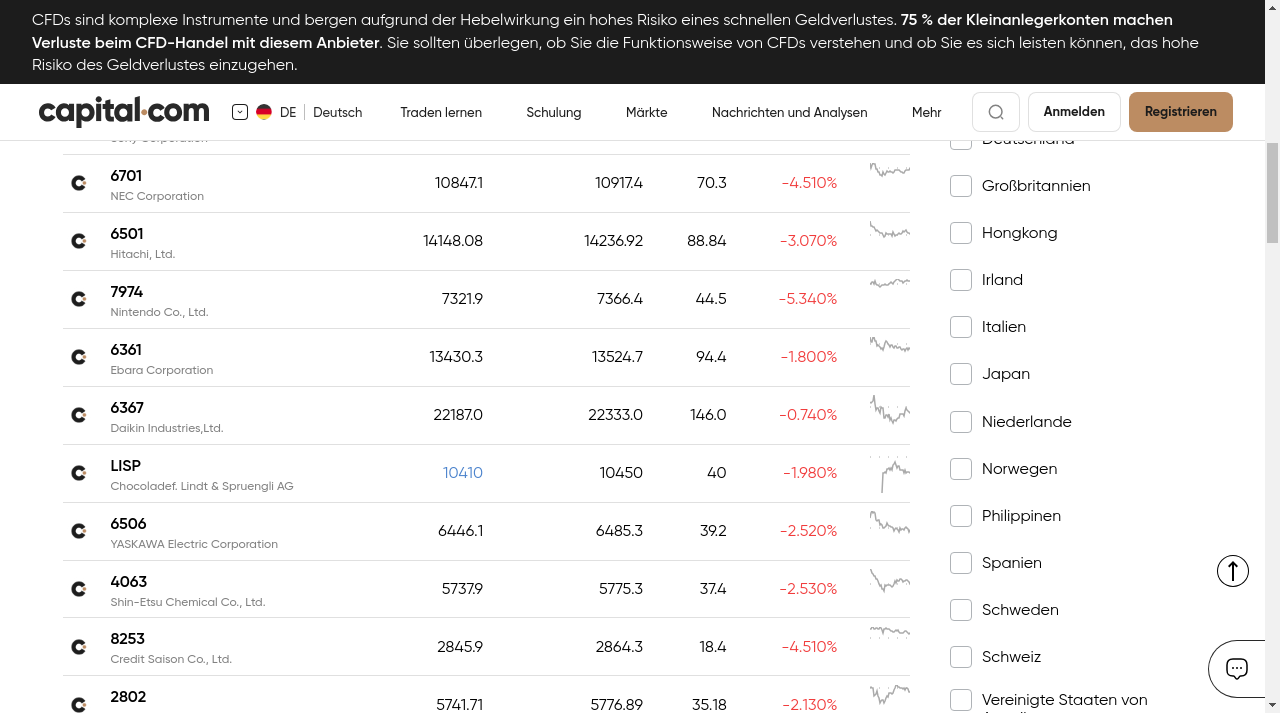 CFDs sind komplexe Instrumente und bergen aufgrund der Hebelwirkung ein hohes Risiko eines schnellen Geldverlustes. 75 % der Kleinanlegerkonten machen
Verluste beim CFD-Handel mit diesem Anbieter. Sie sollten überlegen, ob Sie die Funktionsweise von CFDs verstehen und ob Sie es sich leisten können, das hohe
Risiko des Geldverlustes einzugehen.
capital.com DE Deutsch Traden lernen Schulung Märkte Nachrichten und Analysen Mehr Anmelden Registrieren
6701 10847.1 10917.4 70.3 -4.510%
NEC Corporation
6501 14148.08 14236.92 88.84 -3.070%
Hitachi, Ltd.
7974 7321.9 7366.4 44.5 -5.340%
Nintendo Co., Ltd.
6361 13430.3 13524.7 94.4 -1.800%
Ebara Corporation
6367 22187.0 22333.0 146.0 -0.740%
Daikin Industries,Ltd.
LISP 10410 10450 40 -1.980%
Chocoladef. Lindt & Spruengli AG
6506 6446.1 6485.3 39.2 -2.520%
YASKAWA Electric Corporation
4063 5737.9 5775.3 37.4 -2.530%
Shin-Etsu Chemical Co., Ltd.
8253 2845.9 2864.3 18.4 -4.510%
Credit Saison Co., Ltd.
2802 5741.71 5776.89 35.18 -2.130%
Deutschland
Großbritannien
Hongkong
Irland
Italien
Japan
Niederlande
Norwegen
Philippinen
Spanien
Schweden
Schweiz
Vereinigte Staaten von